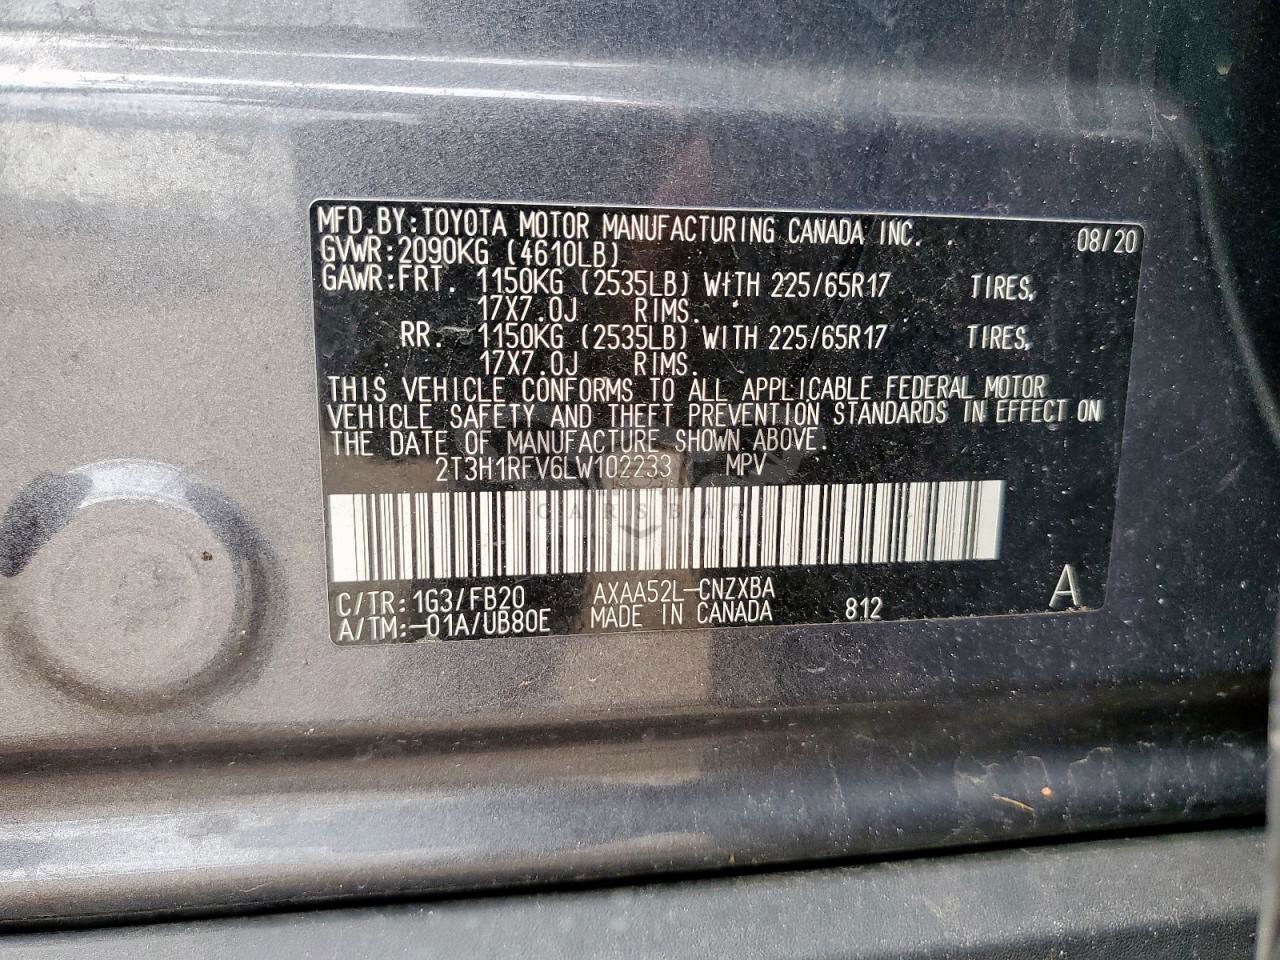 MFD.BY:TOYOTA MOTOR MANUFACTURING CANADA INC. 08/20
GVWR:2090KG (4610LB)
GAWR:FRT. 1150KG (2535LB) WITH 225/65R17 TIRES,
17X7.0J RIMS.
RR. 1150KG (2535LB) WITH 225/65R17 TIRES,
17X7.0J RIMS.
THIS VEHICLE CONFORMS TO ALL APPLICABLE FEDERAL MOTOR
VEHICLE SAFETY AND THEFT PREVENTION STANDARDS IN EFFECT ON
THE DATE OF MANUFACTURE SHOWN ABOVE.
2T3H1RFV6LW102233 MPV
CARSBAT
C/TR: 1G3/FB20 AXAA52L-CNZXBA A
A/TM:-01A/UB80E MADE IN CANADA 812